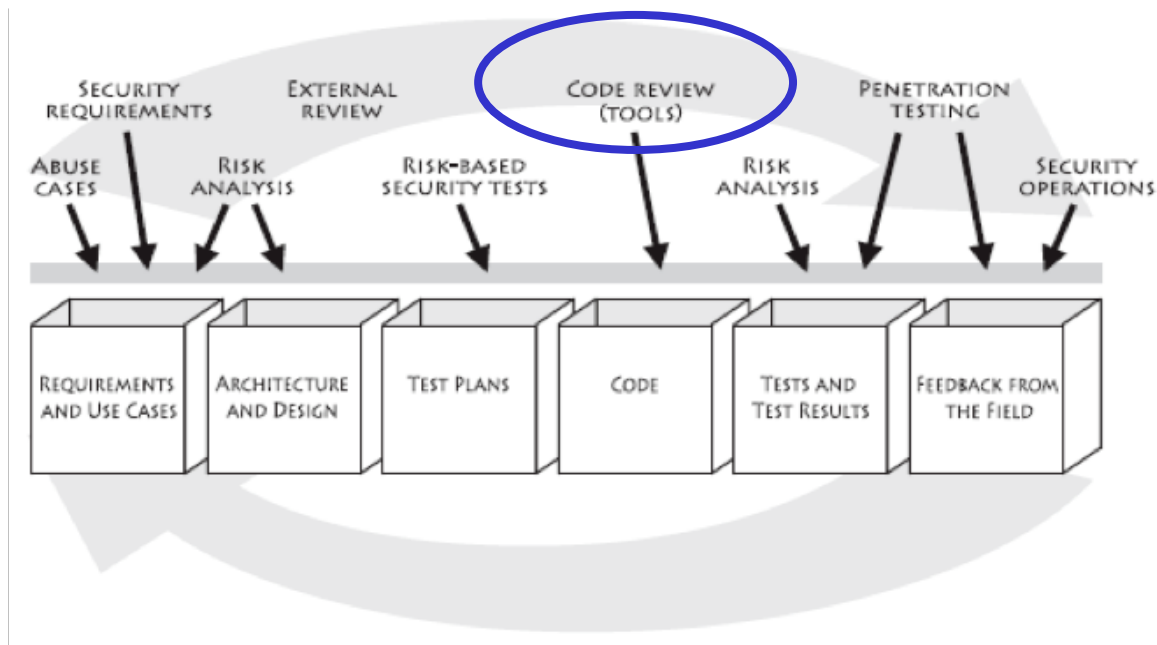 SECURITY
REQUIREMENTS
EXTERNAL
REVIEW
CODE REVIEW
(TOOLS)
PENETRATION
TESTING
ABUSE
CASES
RISK
ANALYSIS
RISK-BASED
SECURITY TESTS
RISK
ANALYSIS
SECURITY
OPERATIONS
REQUIREMENTS
AND USE CASES
ARCHITECTURE
AND DESIGN
TEST PLANS
CODE
TESTS AND
TEST RESULTS
FEEDBACK FROM
THE FIELD